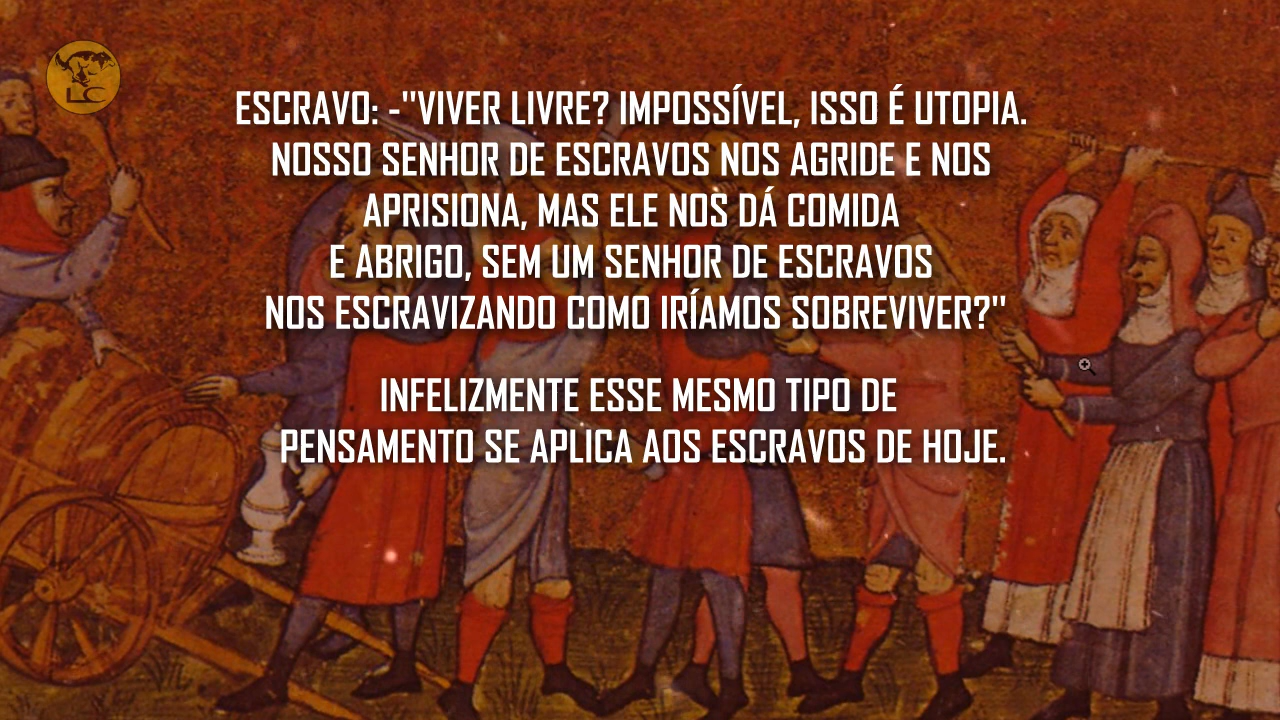 LC
ESCRAVO: -"VIVER LIVRE? IMPOSSÍVEL, ISSO É UTOPIA.
NOSSO SENHOR DE ESCRAVOS NOS AGRIDE E NOS
APRISIONA, MAS ELE NOS DÁ COMIDA
E ABRIGO, SEM UM SENHOR DE ESCRAVOS
NOS ESCRAVIZANDO COMO IRÍAMOS SOBREVIVER?"
INFELIZMENTE ESSE MESMO TIPO DE
PENSAMENTO SE APLICA AOS ESCRAVOS DE HOJE.